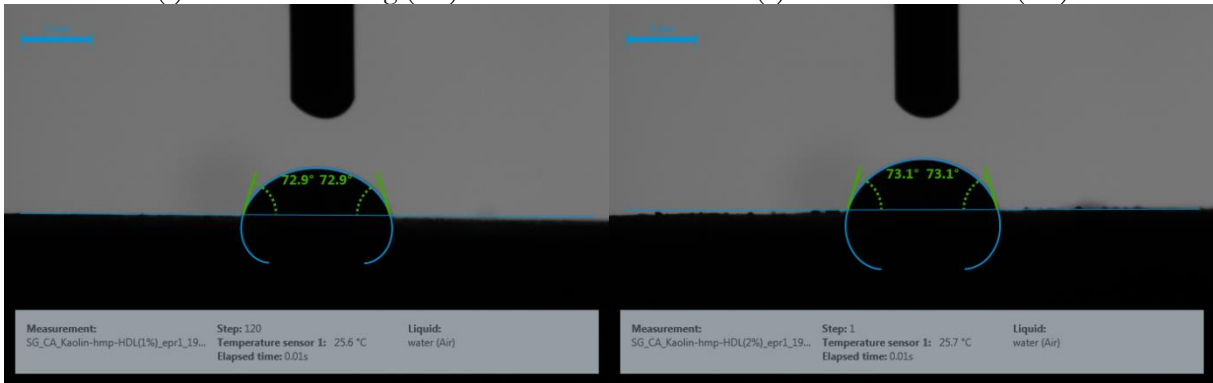 72.9° 72.9°
73.1° 73.1°
Measurement: Step: 120 Liquid:
SG_CA_Kaolin-hmp-HDL(1%)_epr1_19... Temperature sensor 1: 25.6 °C water (Air)
Elapsed time: 0.01s
Measurement: Step: 1 Liquid:
SG_CA_Kaolin-hmp-HDL(2%)_epr1_19... Temperature sensor 1: 25.7 °C water (Air)
Elapsed time: 0.01s